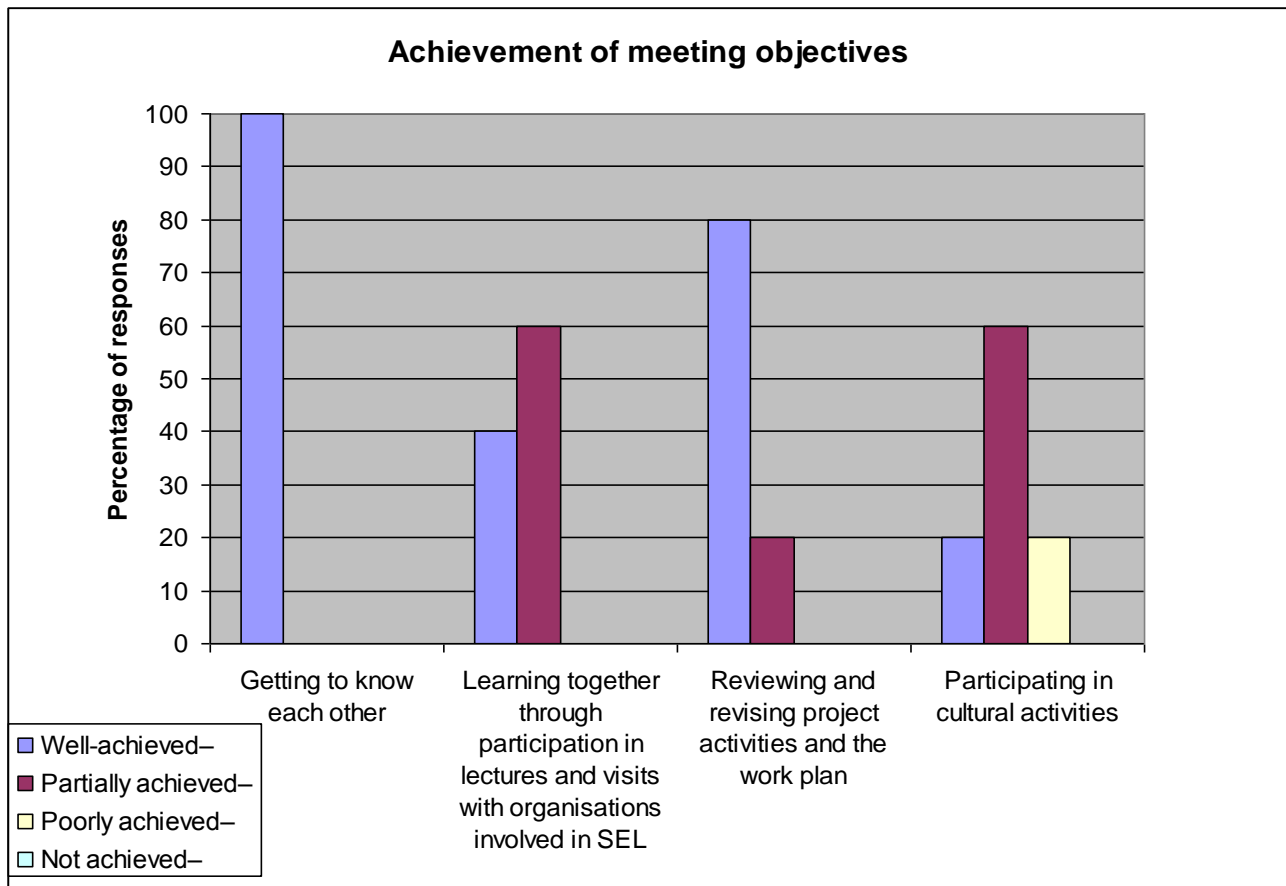 Achievement of meeting objectives
Percentage of responses
100
90
80
70
60
50
40
30
20
10
0
Getting to know
each other
Learning together
through
participation in
lectures and visits
with organisations
involved in SEL
Reviewing and
revising project
activities and the
work plan
Participating in
cultural activities
Well-achieved–
Partially achieved–
Poorly achieved–
Not achieved–